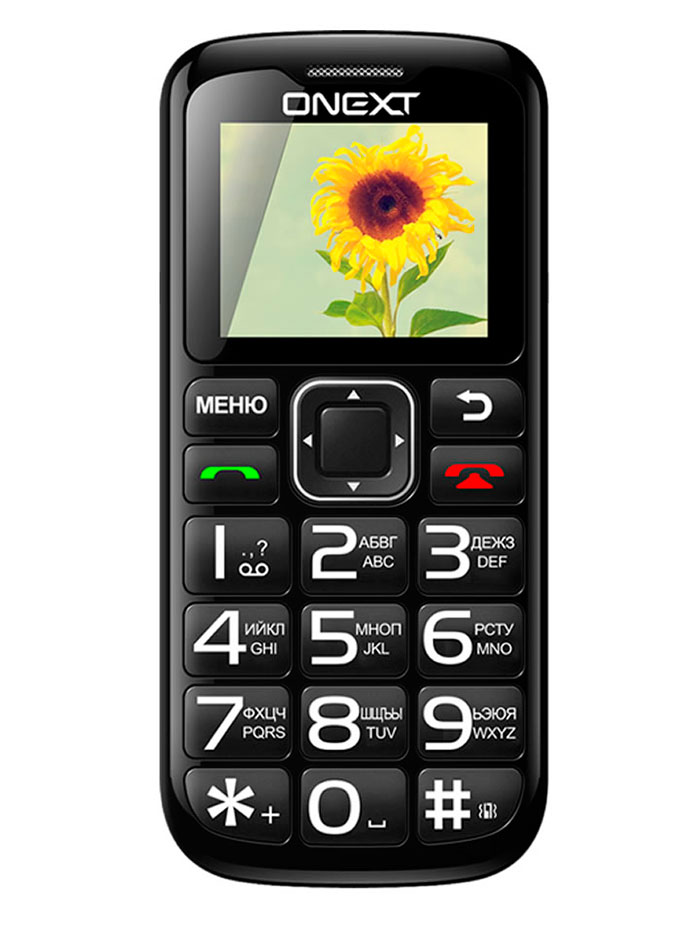 ONEXT
МЕНЮ
1 .,?
2 АБВГ
ABC
3 ДЕЖЗ
DEF
4 ИЙКЛ
GHI
5 МНОП
JKL
6 РСТУ
MNO
7 ФХЦЧ
PQRS
8 ШЩЪЫ
TUV
9 ЬЭЮЯ
WXYZ
* +
0
#